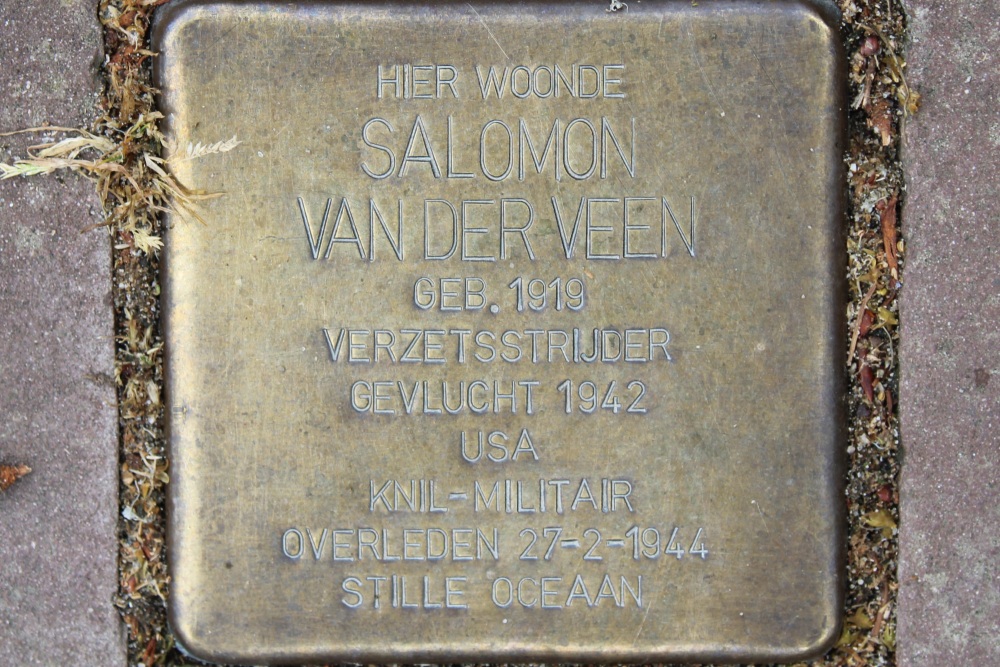 HIER WOONDE
SALOMON
VAN DER VEEN
GEB. 1919
VERZETSSTRIJDER
GEVLUCHT 1942
USA
KNIL-MILITAIR
OVERLEDEN 27-2-1944
STILLE OCEAAN